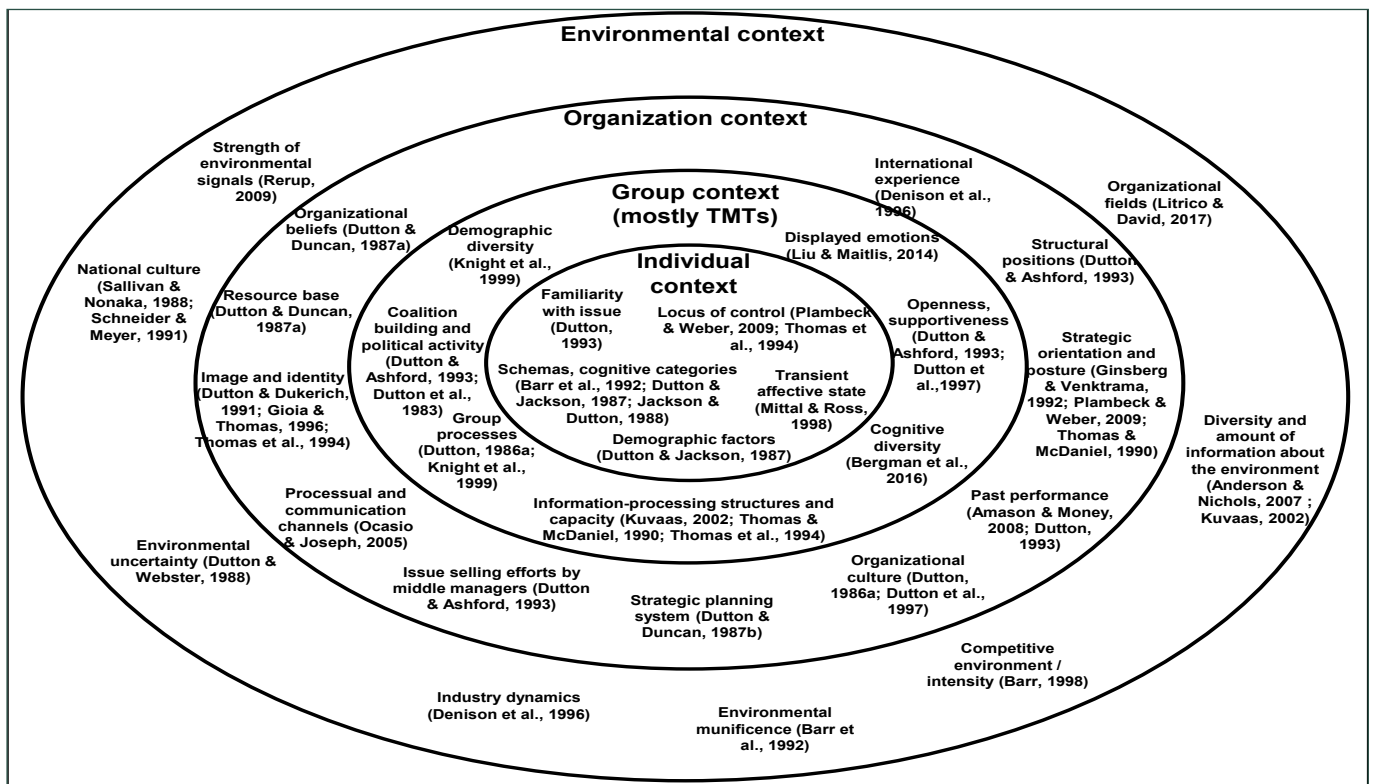 Environmental context
Organization context
Strength of
environmental
signals (Rerup,
2009)
International
experience
(Denison et al.,
1996)
Organizational
fields (Litrico &
David, 2017)
Group context
(mostly TMTs)
Organizational
beliefs (Dutton &
Duncan, 1987a)
Demographic
diversity
(Knight et al.,
1999)
Displayed emotions
(Liu & Maitlis, 2014)
Structural
positions (Dutton
& Ashford, 1993)
National culture
(Sallivan &
Nonaka, 1988;
Schneider &
Meyer, 1991)
Resource base
(Dutton & Duncan,
1987a)
Individual
context
Familiarity
with issue
(Dutton,
1993)
Locus of control (Plambeck
& Weber, 2009; Thomas et
al., 1994)
Coalition
building and
political activity
(Dutton &
Ashford, 1993;
Dutton et al.,
1983)
Openness,
supportiveness
(Dutton &
Ashford, 1993;
Dutton et
al.,1997)
Strategic
orientation and
posture (Ginsberg
& Venktrama,
1992; Plambeck &
Weber, 2009;
Thomas &
McDaniel, 1990)
Image and identity
(Dutton & Dukerich,
1991; Gioia &
Thomas, 1996;
Thomas et al., 1994)
Schemas, cognitive categories
(Barr et al., 1992; Dutton &
Jackson, 1987; Jackson &
Dutton, 1988)
Transient
affective state
(Mittal & Ross,
1998)
Group
processes
(Dutton, 1986a;
Knight et al.,
1999)
Demographic factors
(Dutton & Jackson, 1987)
Cognitive
diversity
(Bergman et al.,
2016)
Diversity and
amount of
information about
the environment
(Anderson &
Nichols, 2007 ;
Kuvaas, 2002)
Processual and
communication
channels (Ocasio
& Joseph, 2005)
Information-processing structures and
capacity (Kuvaas, 2002; Thomas &
McDaniel, 1990; Thomas et al., 1994)
Past performance
(Amason & Money,
2008; Dutton,
1993)
Environmental
uncertainty (Dutton &
Webster, 1988)
Issue selling efforts by
middle managers (Dutton
& Ashford, 1993)
Strategic planning
system (Dutton &
Duncan, 1987b)
Organizational
culture (Dutton,
1986a; Dutton et al.,
1997)
Competitive
environment /
intensity (Barr, 1998)
Industry dynamics
(Denison et al., 1996)
Environmental
munificence (Barr et
al., 1992)